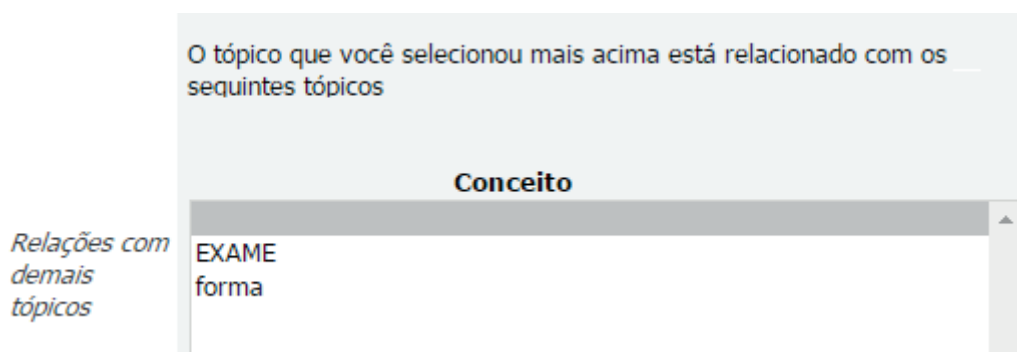 O tópico que você selecionou mais acima está relacionado com os
seguintes tópicos
Conceito
Relações com
demais
tópicos
EXAME
forma